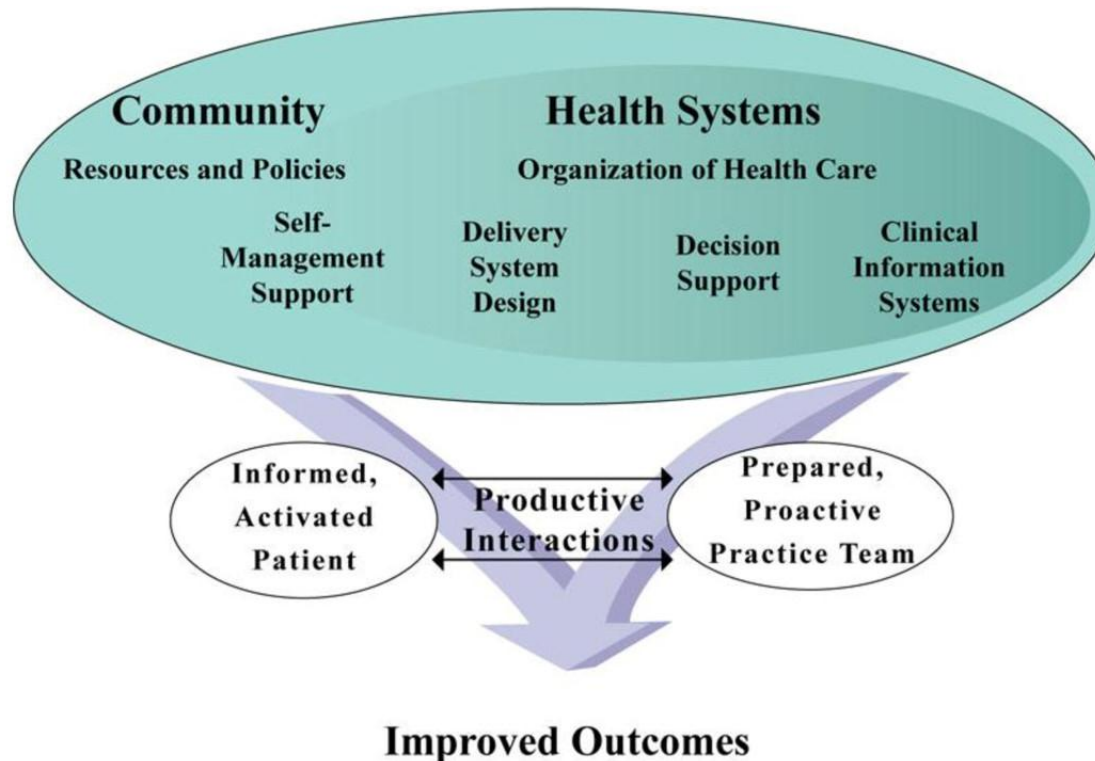 Community
Resources and Policies
Health Systems
Organization of Health Care
Self-
Management
Support
Delivery
System
Design
Decision
Support
Clinical
Information
Systems
Informed,
Activated
Patient
Productive
Interactions
Prepared,
Proactive
Practice Team
Improved Outcomes